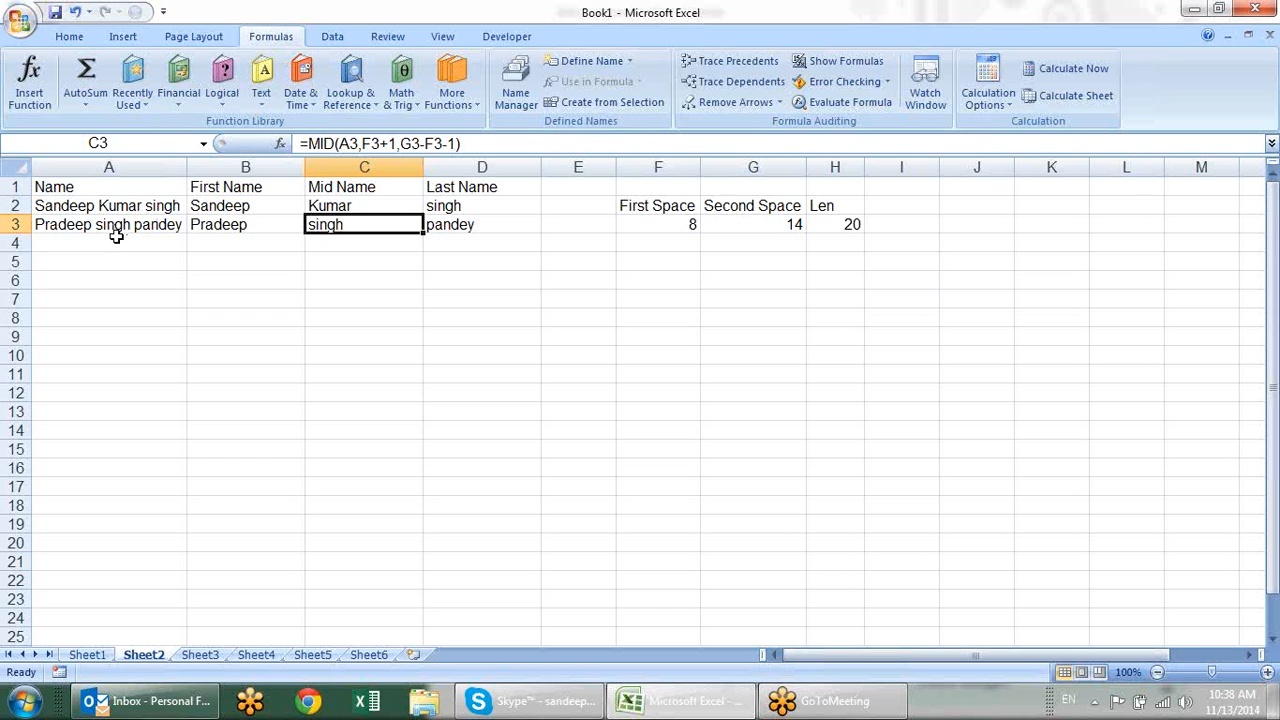 Book1 - Microsoft Excel
Home Insert Page Layout Formulas Data Review View Developer
Insert Function
AutoSum
Recently Used
Financial
Logical
Text
Date & Time
Lookup & Reference
Math & Trig
More Functions
Function Library
Name Manager
Define Name
Use in Formula
Create from Selection
Defined Names
Trace Precedents
Trace Dependents
Remove Arrows
Show Formulas
Error Checking
Evaluate Formula
Formula Auditing
Watch Window
Calculation Options
Calculate Now
Calculate Sheet
Calculation
C3 fx =MID(A3,F3+1,G3-F3-1)
A B C D E F G H I J K L M
1 Name First Name Mid Name Last Name
2 Sandeep Kumar singh Sandeep Kumar singh First Space Second Space Len
3 Pradeep singh pandey Pradeep singh pandey 8 14 20
4
5
6
7
8
9
10
11
12
13
14
15
16
17
18
19
20
21
22
23
24
25
Sheet1 Sheet2 Sheet3 Sheet4 Sheet5 Sheet6
Ready 100%
Inbox - Personal F... Skype™ - sandeep... Microsoft Excel - ... GoToMeeting EN 10:38 AM
11/13/2014